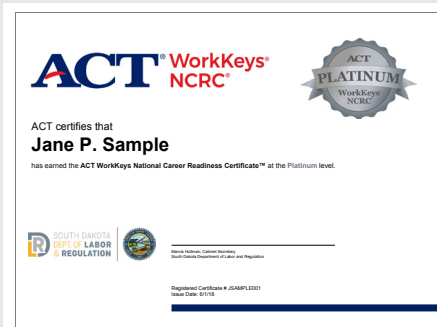 ACT® WorkKeys®
NCRC®
ACT
PLATINUM
WorkKeys
NCRC
ACT certifies that
Jane P. Sample
has earned the ACT WorkKeys National Career Readiness Certificate™ at the Platinum level.
SOUTH DAKOTA
DEPT. OF LABOR
& REGULATION
Marcia Hultman, Cabinet Secretary
South Dakota Department of Labor and Regulation
Registered Certificate # JSAMPLE001
Issue Date: 6/1/18